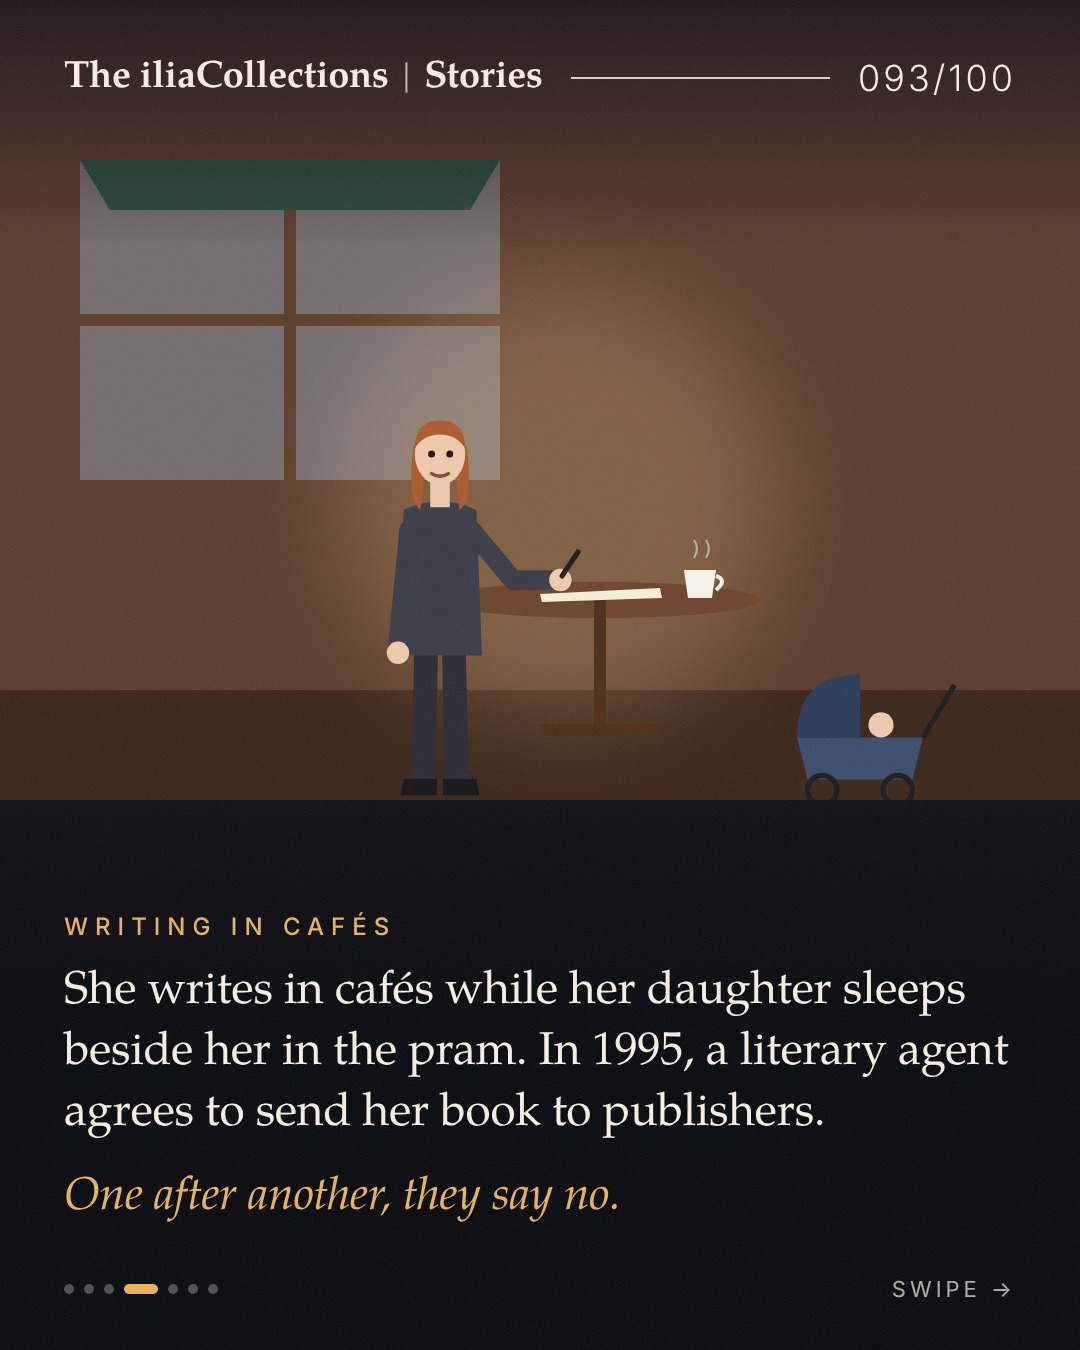 The iliaCollections | Stories 093/100
WRITING IN CAFÉS
She writes in cafés while her daughter sleeps
beside her in the pram. In 1995, a literary agent
agrees to send her book to publishers.
One after another, they say no.
SWIPE →